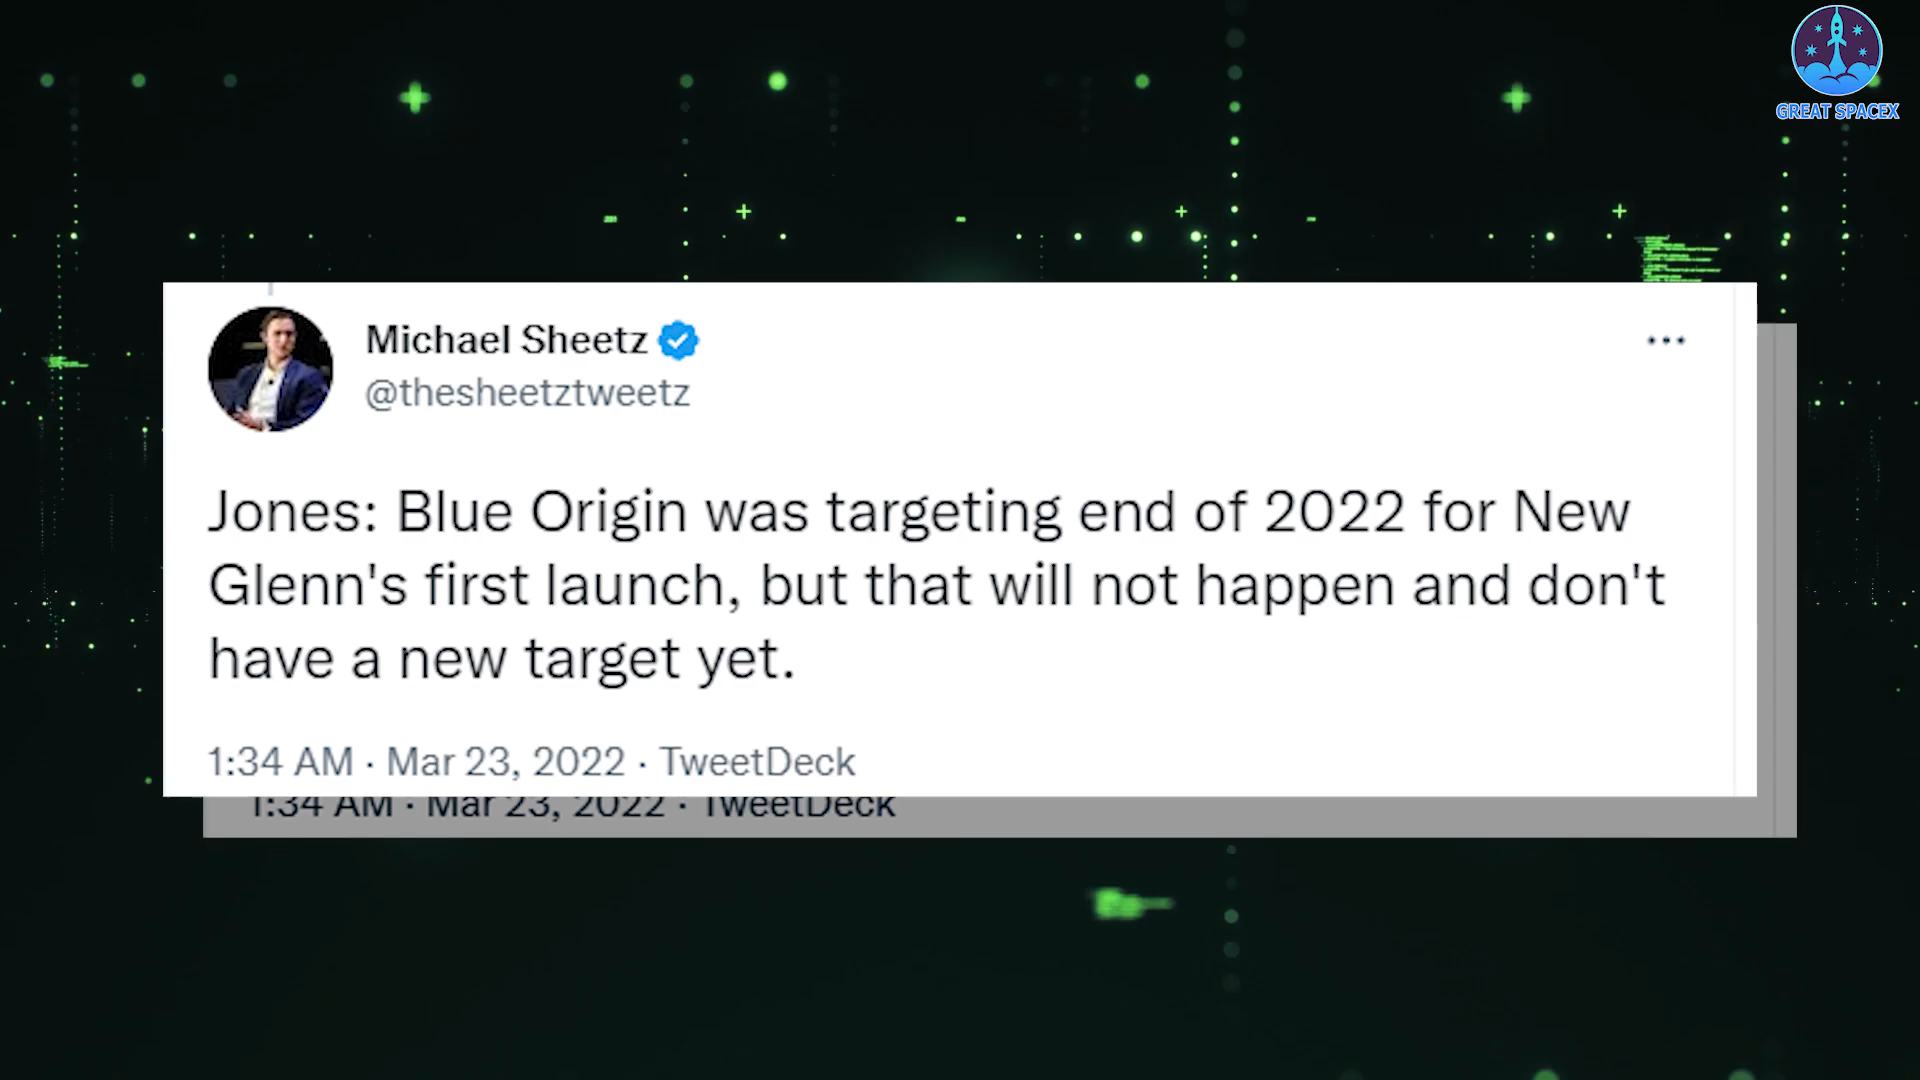 GREAT SPACEX
Michael Sheetz
@thesheetztweetz
Jones: Blue Origin was targeting end of 2022 for New
Glenn's first launch, but that will not happen and don't
have a new target yet.
1:34 AM · Mar 23, 2022 · TweetDeck
1:34 AM · Mar 23, 2022 · TweetDeck